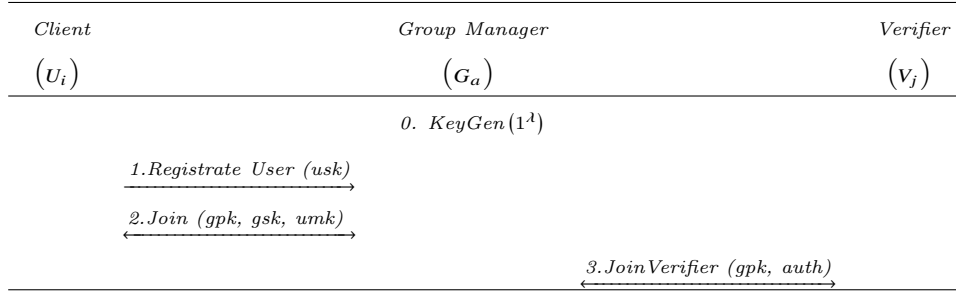 Client Group Manager Verifier
(U_i) (G_a) (V_j)
0. KeyGen(1^λ)
1.Registrate User (usk)
2.Join (gpk, gsk, umk)
3.JoinVerifier (gpk, auth)